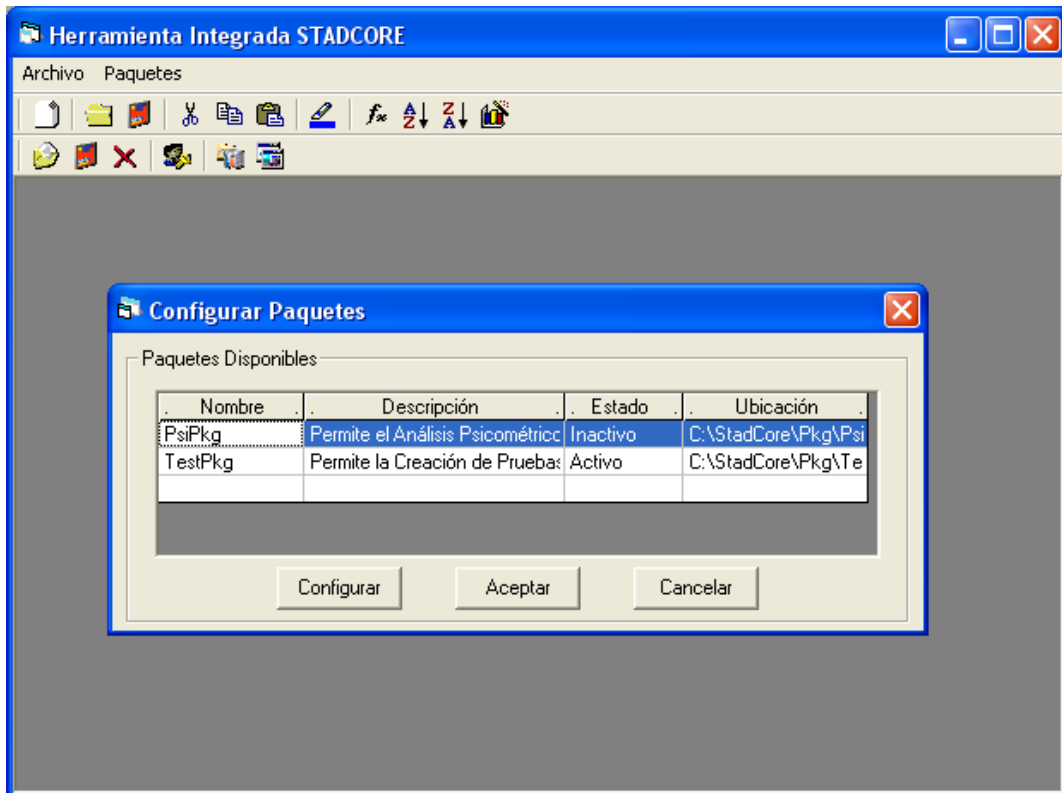 Herramienta Integrada STADCORE
Archivo Paquetes
Configurar Paquetes
Paquetes Disponibles
. Nombre . . Descripción . . Estado . . Ubicación .
PsiPkg Permite el Análisis Psicométric Inactivo C:\StadCore\Pkg\Psi
TestPkg Permite la Creación de Pruebas Activo C:\StadCore\Pkg\Te
Configurar Aceptar Cancelar